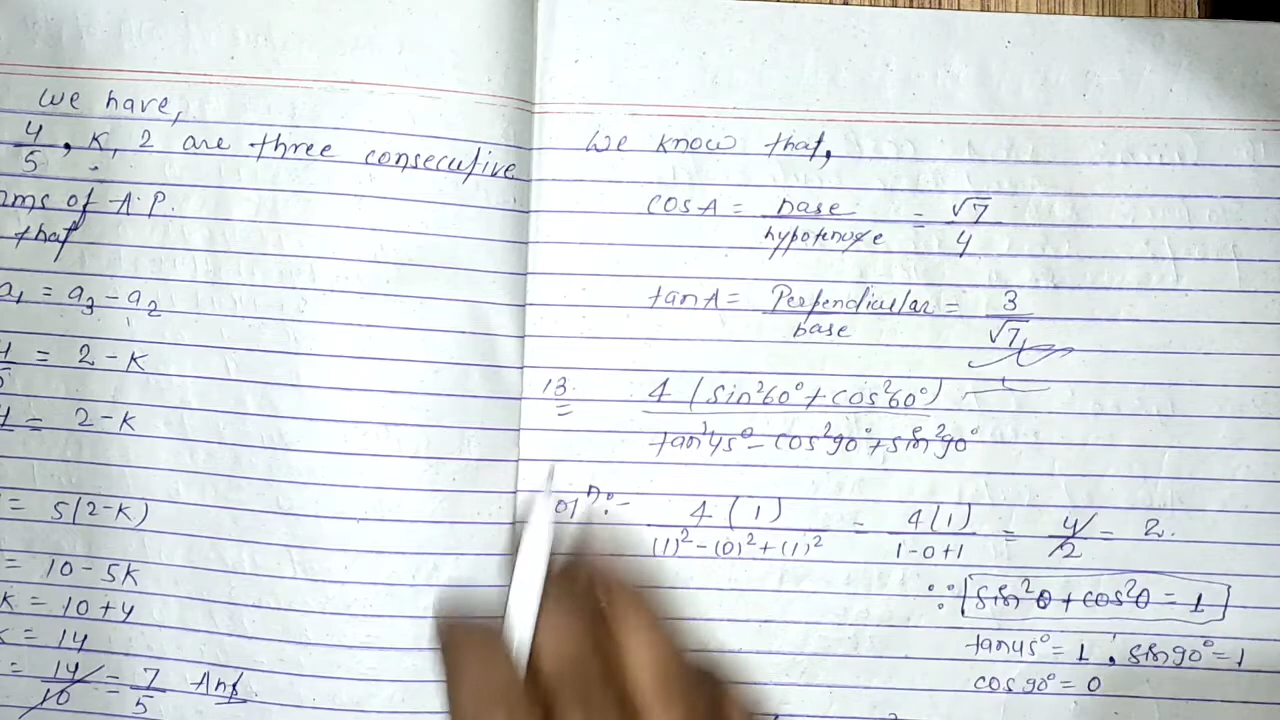 We have,
4/5, K, 2 are three consecutive
rms of A.P.
that
a₁ = a₃ - a₂
= 2 - K
= 2 - K
= 5(2-K)
= 10 - 5K
K = 10 + 4
= 14
= 14/10 = 7/5 Ans
We know that,
cos A = base/hypotenuse = √7/4
tan A = Perpendicular/base = 3/√7
13. 4 (sin²60° + cos²60°)
tan²45° - cos²90° + sin²90°
olⁿ:- 4 (1)/(1)² - (0)² + (1)² = 4(1)/1-0+1 = 4/2 = 2.
∵ sin²θ + cos²θ = 1
tan45° = 1, sin90° = 1
cos 90° = 0